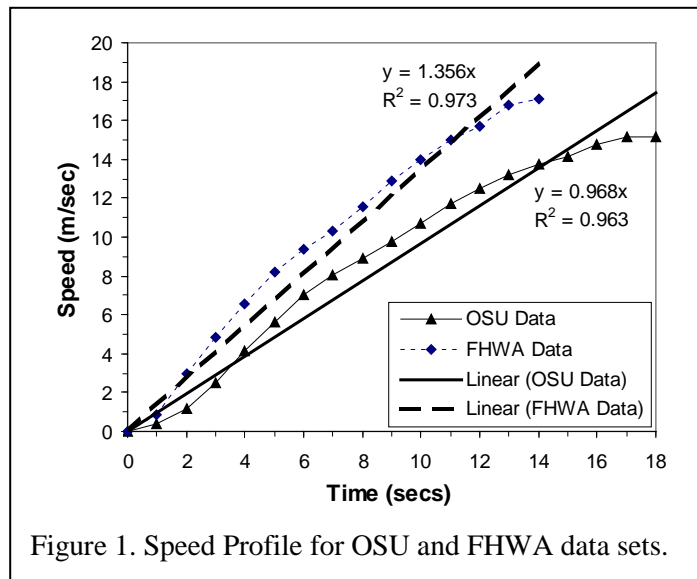 20
18
16
14
12
10
8
6
4
2
0
Speed (m/sec)
y = 1.356x
R² = 0.973
y = 0.968x
R² = 0.963
OSU Data
FHWA Data
Linear (OSU Data)
Linear (FHWA Data)
0 2 4 6 8 10 12 14 16 18
Time (secs)
Figure 1. Speed Profile for OSU and FHWA data sets.